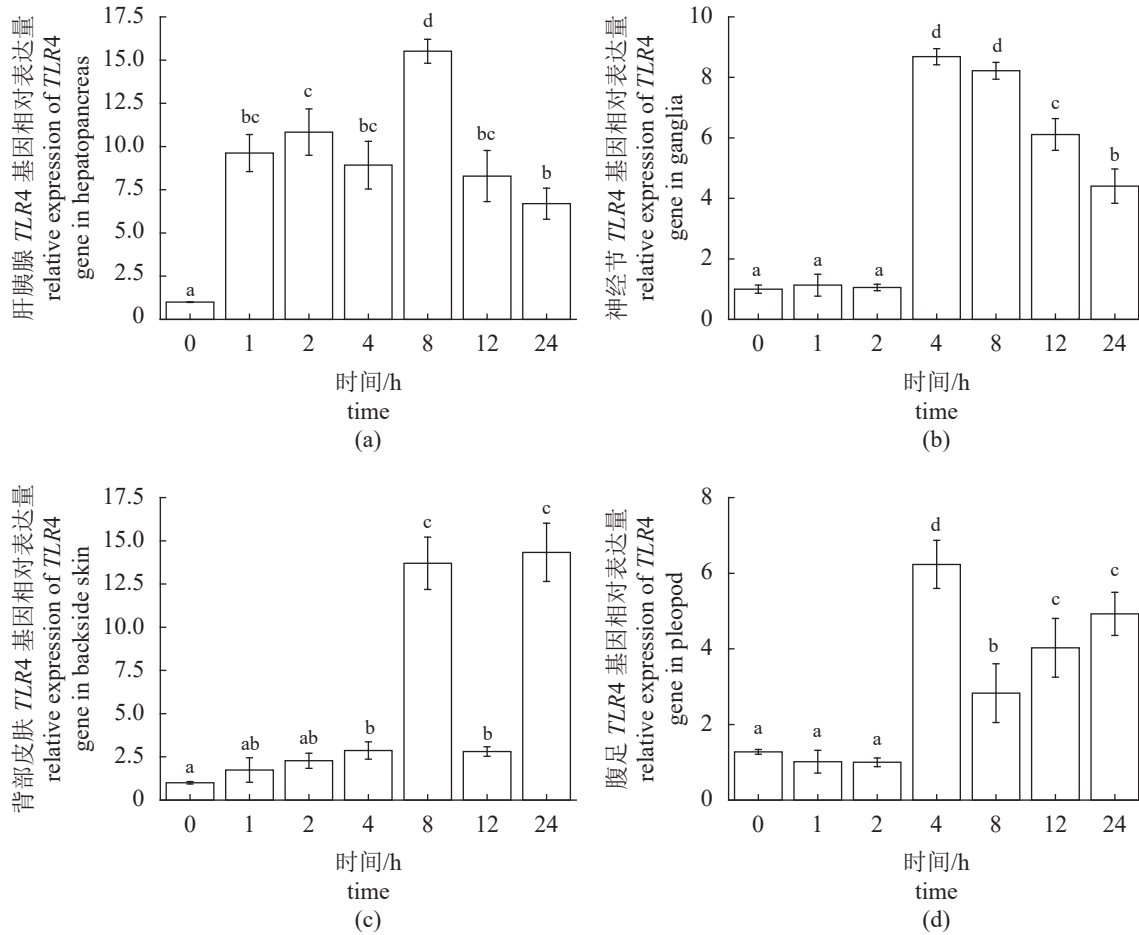 肝胰腺 TLR4 基因相对表达量
relative expression of TLR4
gene in hepatopancreas
17.5
15.0
12.5
10.0
7.5
5.0
2.5
0
a
bc
c
bc
d
bc
b
0 1 2 4 8 12 24
时间/h
time
(a)
神经节 TLR4 基因相对表达量
relative expression of TLR4
gene in ganglia
10
8
6
4
2
0
a
a
a
d
d
c
b
0 1 2 4 8 12 24
时间/h
time
(b)
背部皮肤 TLR4 基因相对表达量
relative expression of TLR4
gene in backside skin
17.5
15.0
12.5
10.0
7.5
5.0
2.5
0
a
ab
ab
b
c
b
c
0 1 2 4 8 12 24
时间/h
time
(c)
腹足 TLR4 基因相对表达量
relative expression of TLR4
gene in pleopod
8
6
4
2
0
a
a
a
d
b
c
c
0 1 2 4 8 12 24
时间/h
time
(d)